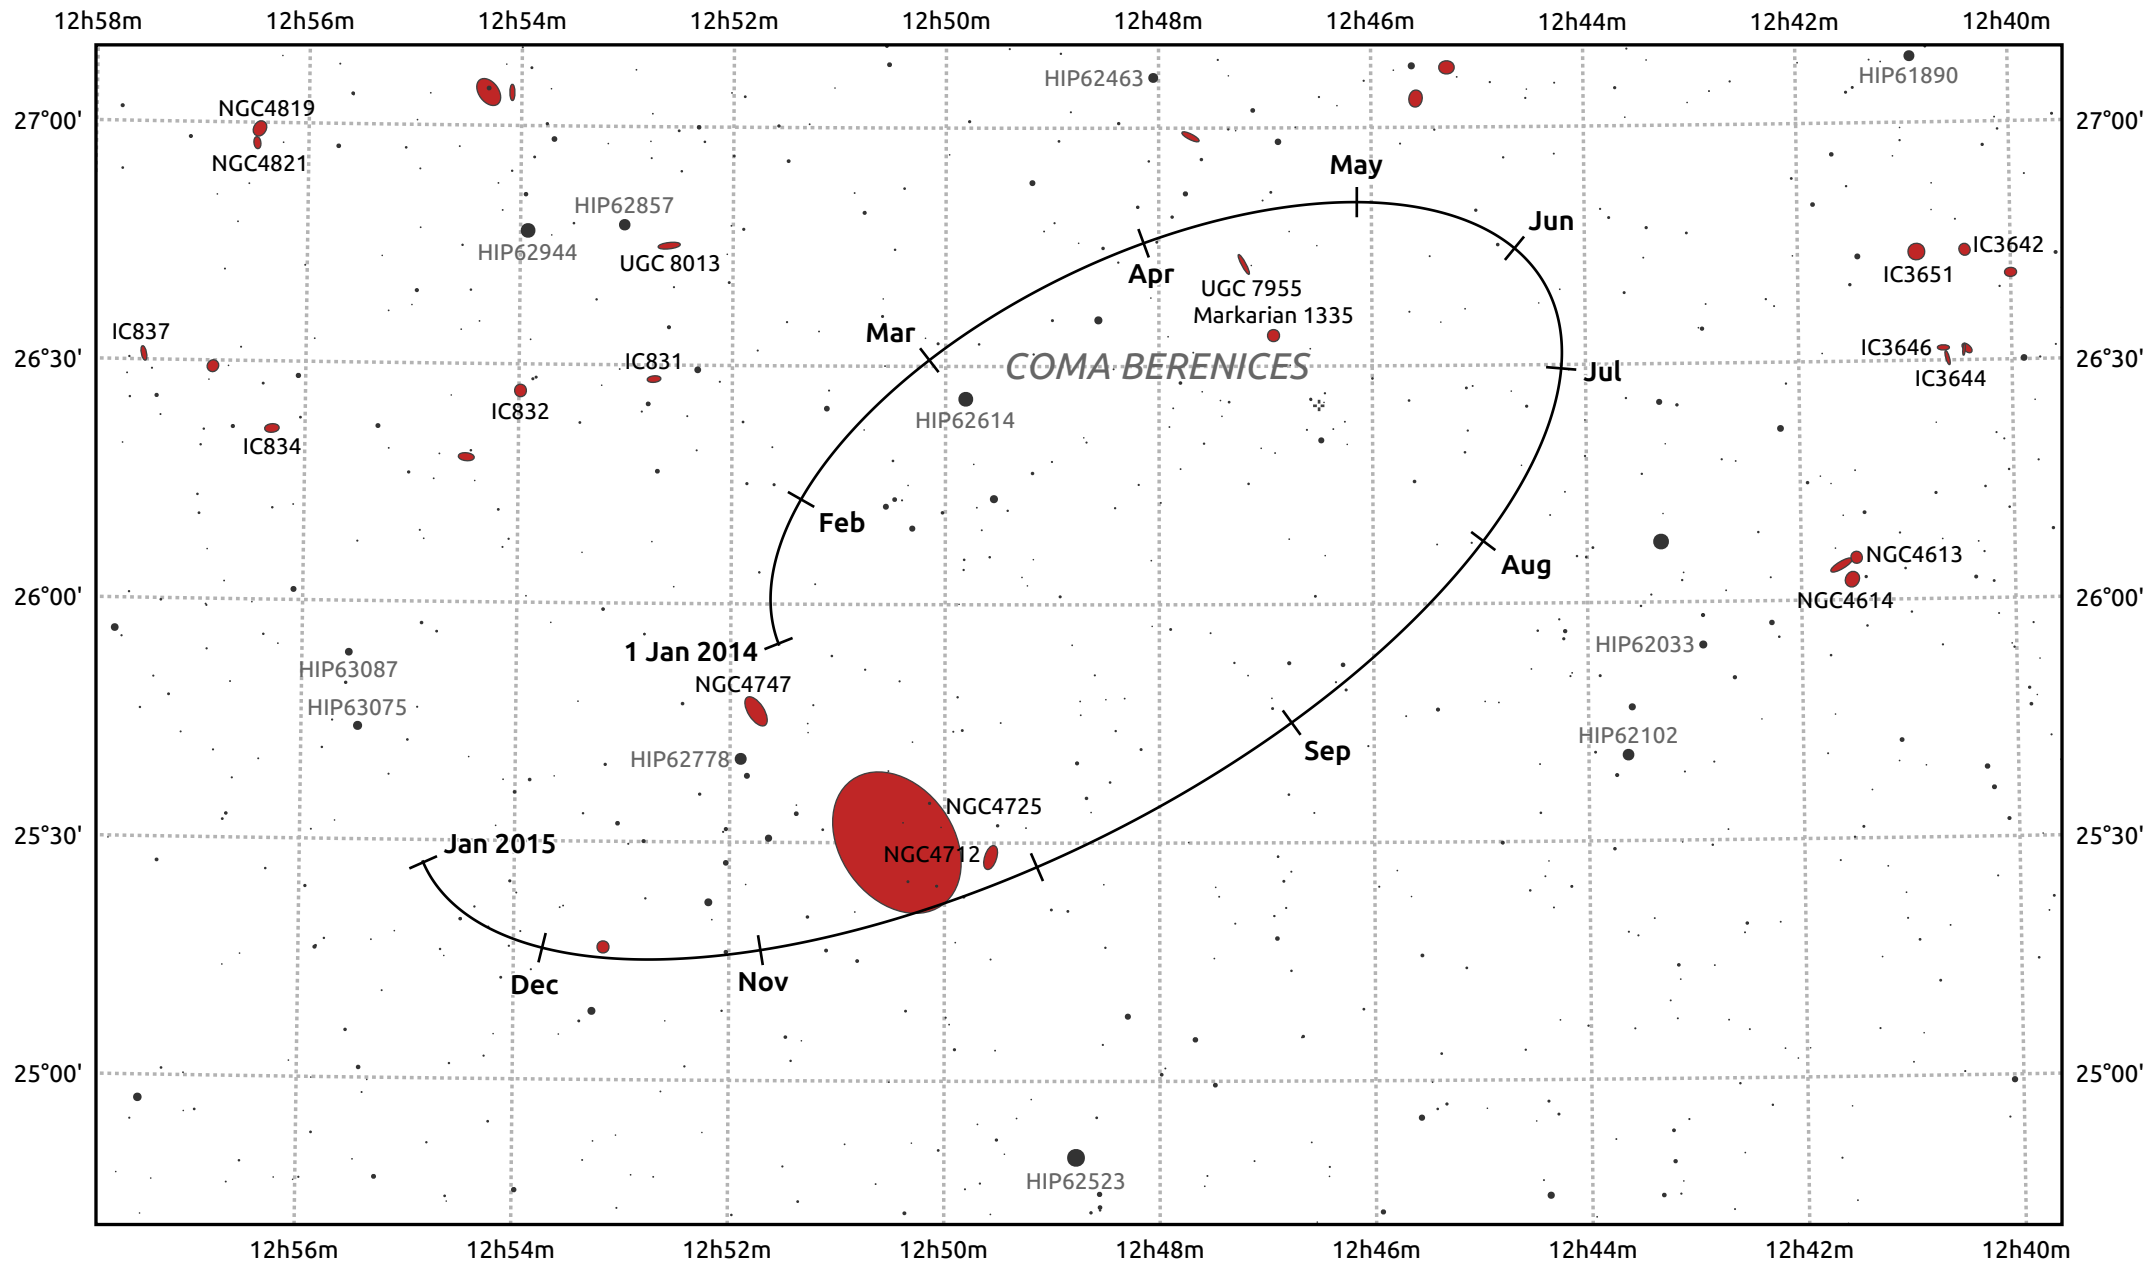 12h58m 12h56m 12h54m 12h52m 12h50m 12h48m 12h46m 12h44m 12h42m 12h40m
HIP62463
HIP61890
NGC4819
27°00' 27°00'
NGC4821
May
HIP62857
Jun
HIP62944
UGC 8013
IC3642
Apr
IC3651
UGC 7955
Markarian 1335
IC837
Mar
IC831
IC3646
26°30' 26°30'
COMA BERENICES
Jul
IC3644
IC832
HIP62614
IC834
Feb
NGC4613
Aug
26°00' 26°00'
NGC4614
1 Jan 2014
HIP62033
HIP63087
NGC4747
HIP63075
HIP62102
Sep
HIP62778
NGC4725
25°30' 25°30'
Jan 2015
NGC4712
Nov
Dec
25°00' 25°00'
HIP62523
12h56m 12h54m 12h52m 12h50m 12h48m 12h46m 12h44m 12h42m 12h40m